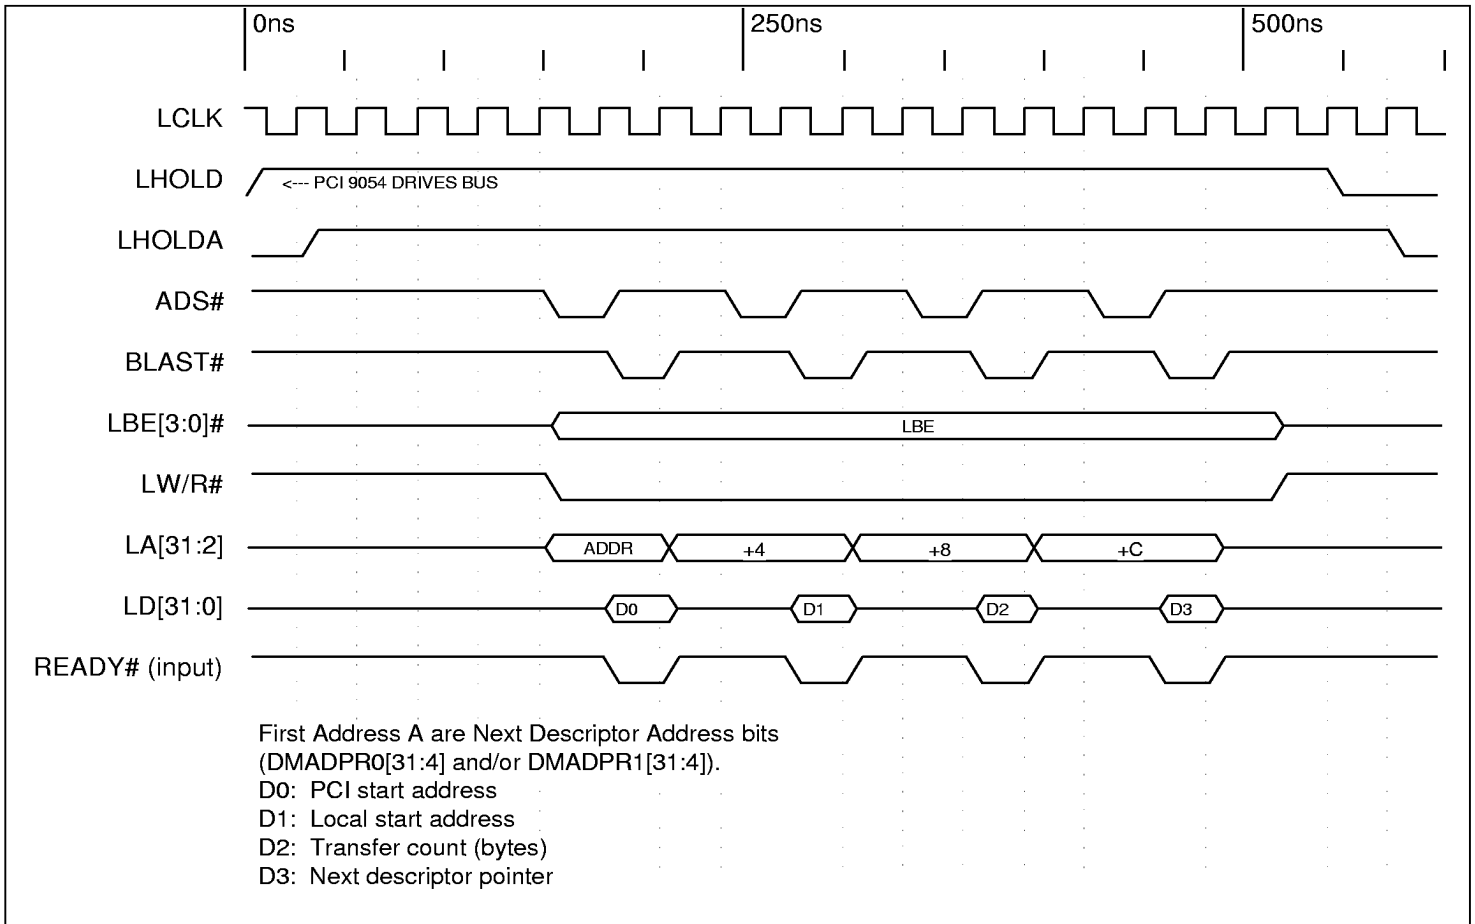 0ns 250ns 500ns
LCLK
LHOLD <--- PCI 9054 DRIVES BUS
LHOLDA
ADS#
BLAST#
LBE[3:0]# LBE
LW/R#
LA[31:2] ADDR +4 +8 +C
LD[31:0] D0 D1 D2 D3
READY# (input)
First Address A are Next Descriptor Address bits
(DMADPR0[31:4] and/or DMADPR1[31:4]).
D0: PCI start address
D1: Local start address
D2: Transfer count (bytes)
D3: Next descriptor pointer